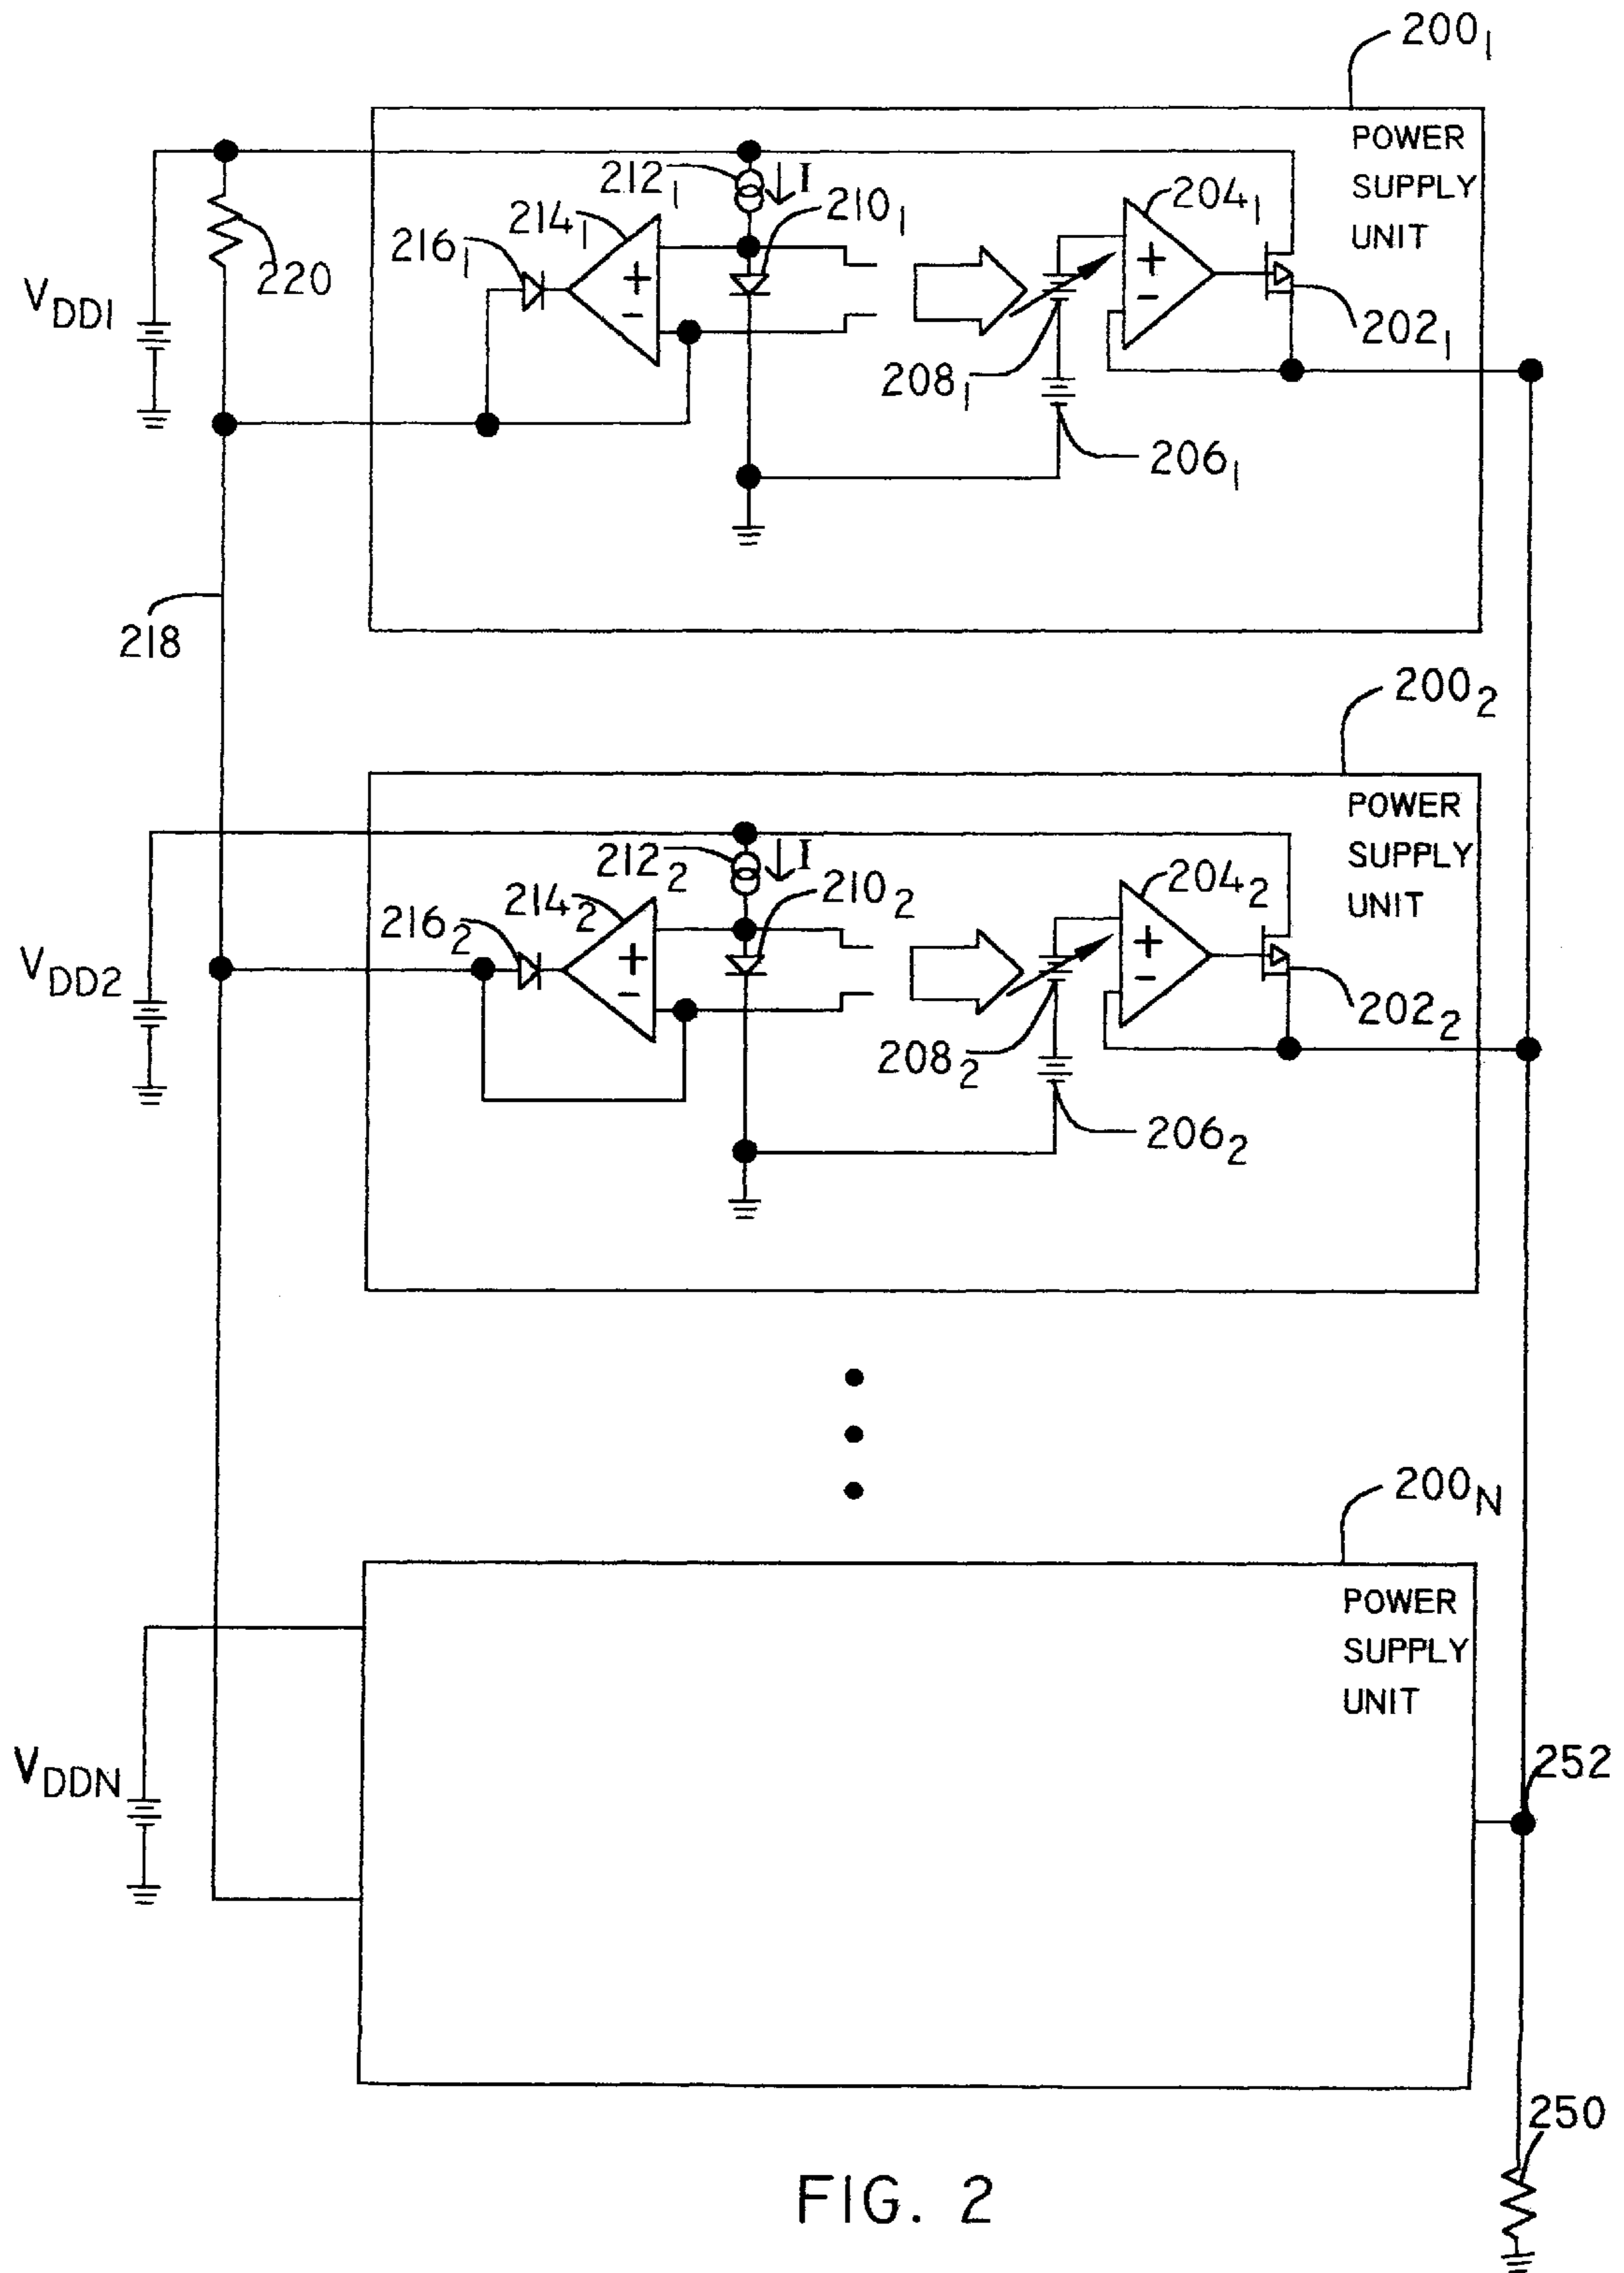 200₁
POWER
SUPPLY
UNIT
212₁
I
210₁
204₁
214₁
216₁
+
-
+
-
220
V_DD1
202₁
208₁
206₁
218
200₂
POWER
SUPPLY
UNIT
212₂
I
210₂
204₂
214₂
216₂
+
-
+
-
V_DD2
202₂
208₂
206₂
200_N
POWER
SUPPLY
UNIT
V_DDN
252
250
FIG. 2